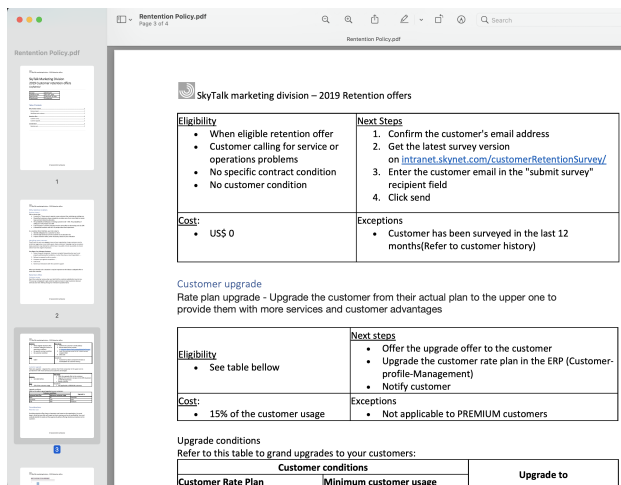 Rentention Policy.pdf
Page 3 of 4
Search
Rentention Policy.pdf
Rentention Policy.pdf
1
2
3
SkyTalk marketing division – 2019 Retention offers
Eligibility
• When eligible retention offer
• Customer calling for service or
operations problems
• No specific contract condition
• No customer condition
Next Steps
1. Confirm the customer's email address
2. Get the latest survey version
on intranet.skynet.com/customerRetentionSurvey/
3. Enter the customer email in the "submit survey"
recipient field
4. Click send
Cost:
• US$ 0
Exceptions
• Customer has been surveyed in the last 12
months(Refer to customer history)
Customer upgrade
Rate plan upgrade - Upgrade the customer from their actual plan to the upper one to
provide them with more services and customer advantages
Eligibility
• See table bellow
Next steps
• Offer the upgrade offer to the customer
• Upgrade the customer rate plan in the ERP (Customer-
profile-Management)
• Notify customer
Cost:
• 15% of the customer usage
Exceptions
• Not applicable to PREMIUM customers
Upgrade conditions
Refer to this table to grand upgrades to your customers:
Customer conditions
Upgrade to
Customer Rate Plan
Minimum customer usage